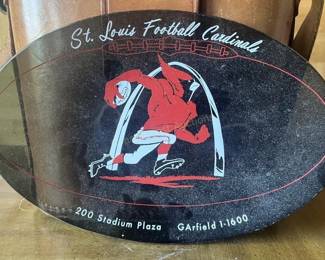 St. Louis Football Cardinals
200 Stadium Plaza GArfield 1-1600